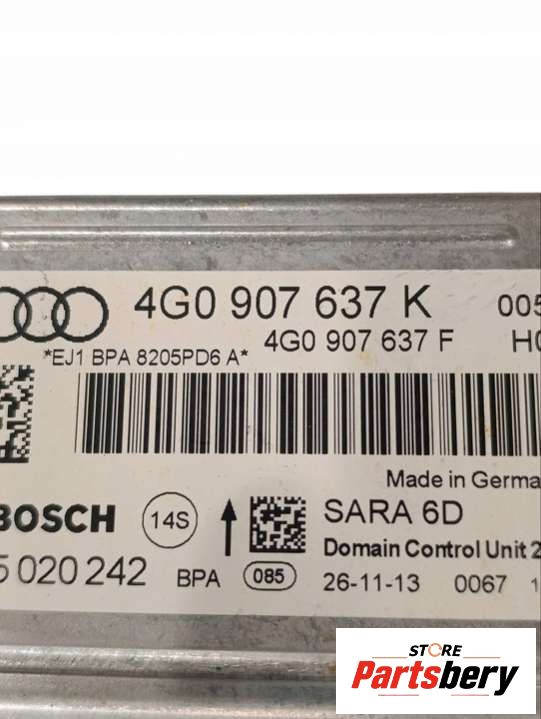 4G0 907 637 K 005
4G0 907 637 F
*EJ1 BPA 8205PD6 A*
Made in Germa
BOSCH 14S SARA 6D
Domain Control Unit 2
5 020 242 BPA 085 26-11-13 0067 1
STORE
Partsbery